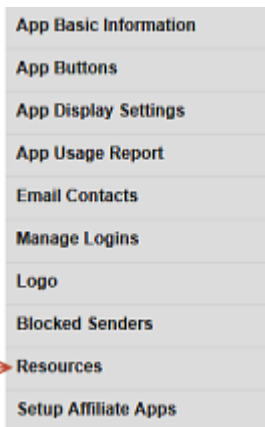 App Basic Information
App Buttons
App Display Settings
App Usage Report
Email Contacts
Manage Logins
Logo
Blocked Senders
Resources
Setup Affiliate Apps